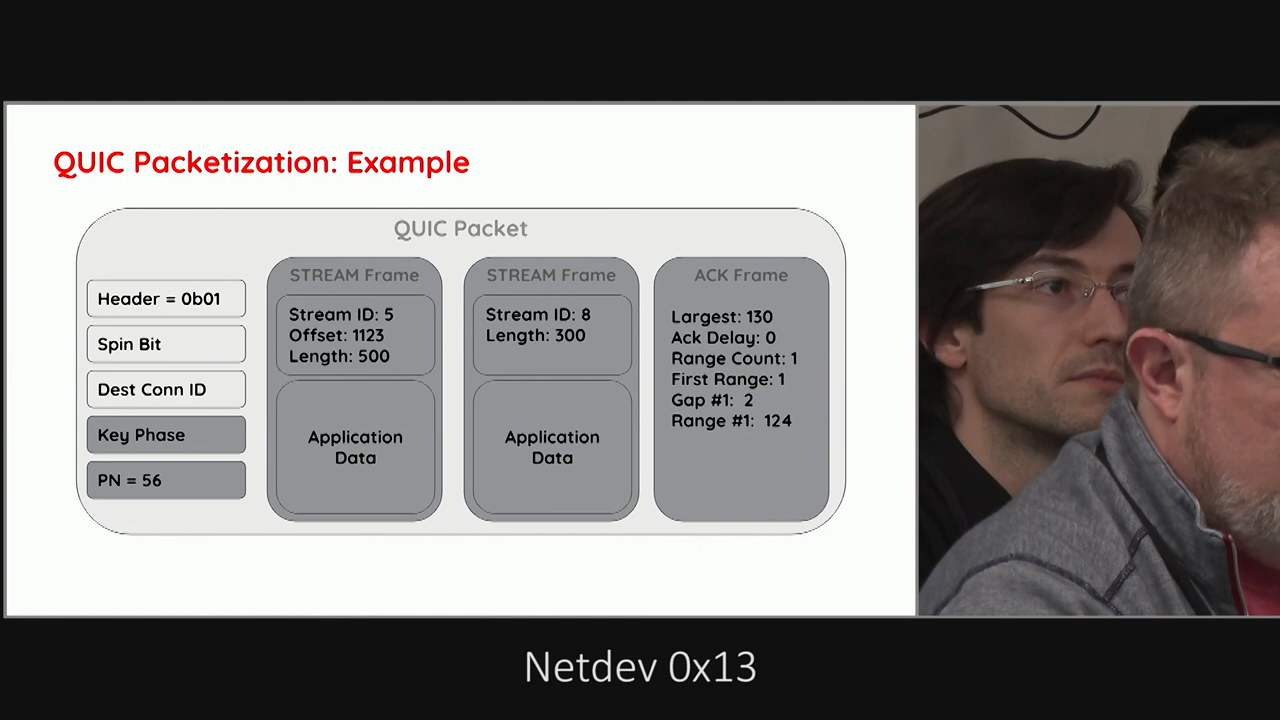 QUIC Packetization: Example
QUIC Packet
Header = 0b01
Spin Bit
Dest Conn ID
Key Phase
PN = 56
STREAM Frame
Stream ID: 5
Offset: 1123
Length: 500
Application
Data
STREAM Frame
Stream ID: 8
Length: 300
Application
Data
ACK Frame
Largest: 130
Ack Delay: 0
Range Count: 1
First Range: 1
Gap #1:  2
Range #1:  124
Netdev 0x13